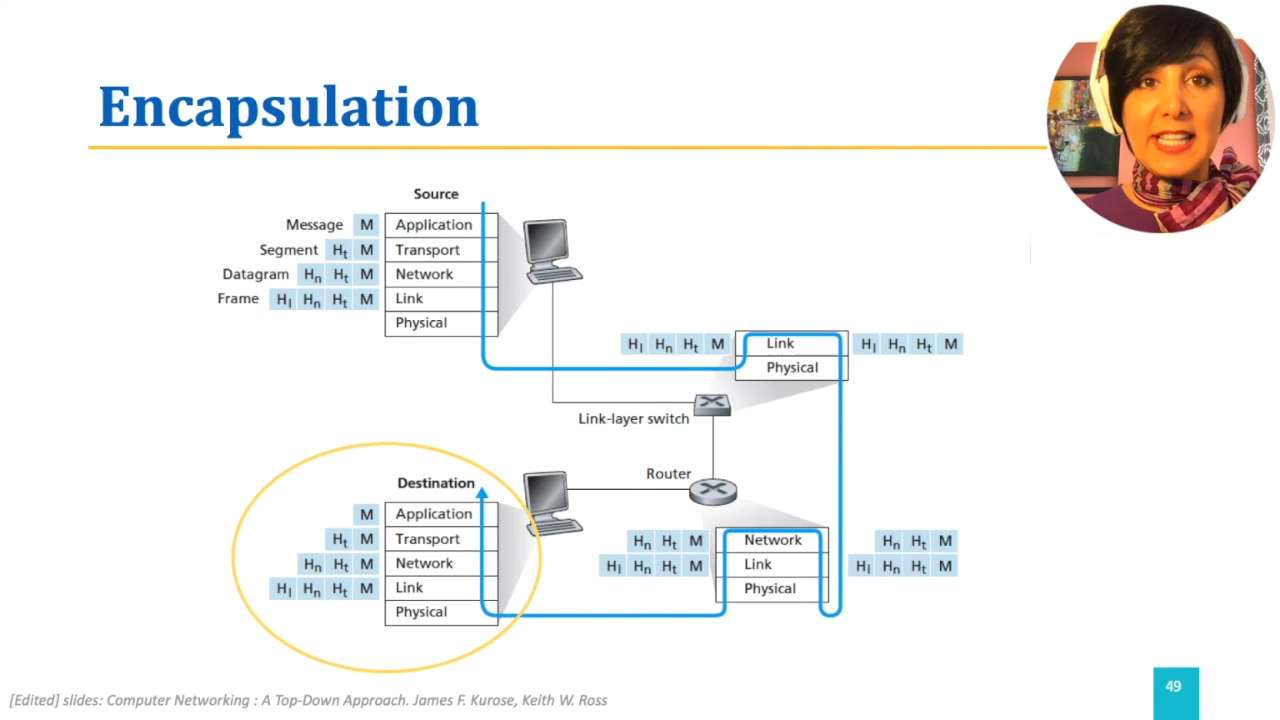 Encapsulation
Source
Message M Application
Segment Ht M Transport
Datagram Hn Ht M Network
Frame Hl Hn Ht M Link
Physical
Hl Hn Ht M Link Hl Hn Ht M
Physical
Link-layer switch
Router
Destination
M Application
Ht M Transport
Hn Ht M Network
Hl Hn Ht M Link
Physical
Hn Ht M Network Hn Ht M
Hl Hn Ht M Link Hl Hn Ht M
Physical
49
[Edited] slides: Computer Networking : A Top-Down Approach. James F. Kurose, Keith W. Ross